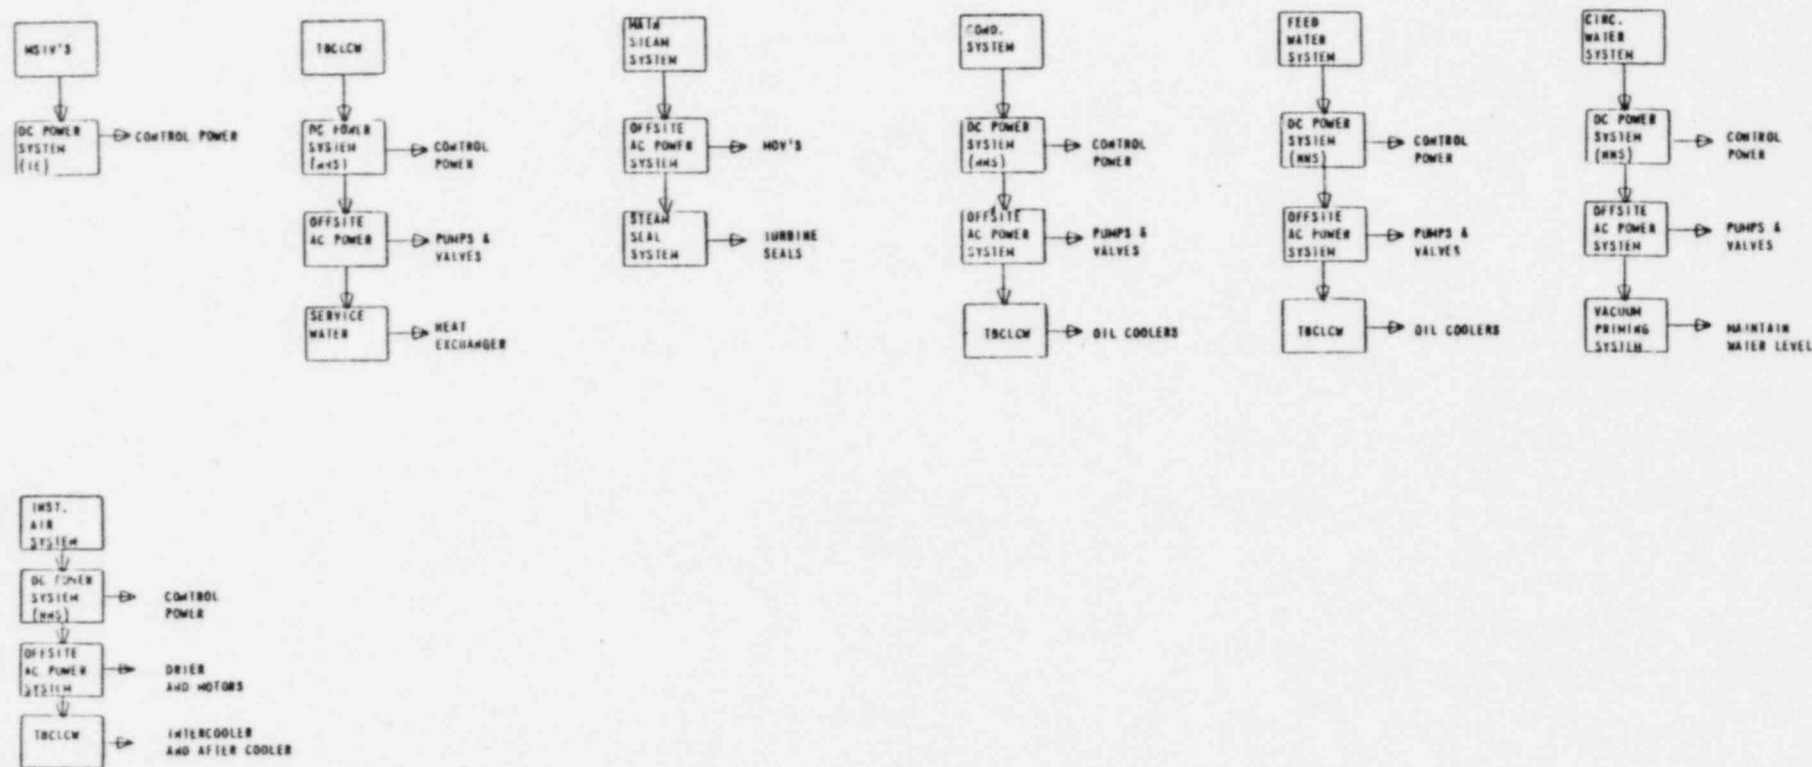 MSIV'S
DC POWER
SYSTEM
(1E)
CONTROL POWER
TBCLCW
DC POWER
SYSTEM
(NNS)
CONTROL
POWER
OFFSITE
AC POWER
PUMPS &
VALVES
SERVICE
WATER
HEAT
EXCHANGER
MAIN
STEAM
SYSTEM
OFFSITE
AC POWER
SYSTEM
MOV'S
STEAM
SEAL
SYSTEM
TURBINE
SEALS
COND.
SYSTEM
DC POWER
SYSTEM
(NNS)
CONTROL
POWER
OFFSITE
AC POWER
SYSTEM
PUMPS &
VALVES
TBCLCW
OIL COOLERS
FEED
WATER
SYSTEM
DC POWER
SYSTEM
(NNS)
CONTROL
POWER
OFFSITE
AC POWER
SYSTEM
PUMPS &
VALVES
TBCLCW
OIL COOLERS
CIRC.
WATER
SYSTEM
DC POWER
SYSTEM
(NNS)
CONTROL
POWER
OFFSITE
AC POWER
SYSTEM
PUMPS &
VALVES
VACUUM
PRIMING
SYSTEM
MAINTAIN
WATER LEVEL
INST.
AIR
SYSTEM
DC POWER
SYSTEM
(NNS)
CONTROL
POWER
OFFSITE
AC POWER
SYSTEM
DRIER
AND MOTORS
TBCLCW
INTERCOOLER
AND AFTER COOLER